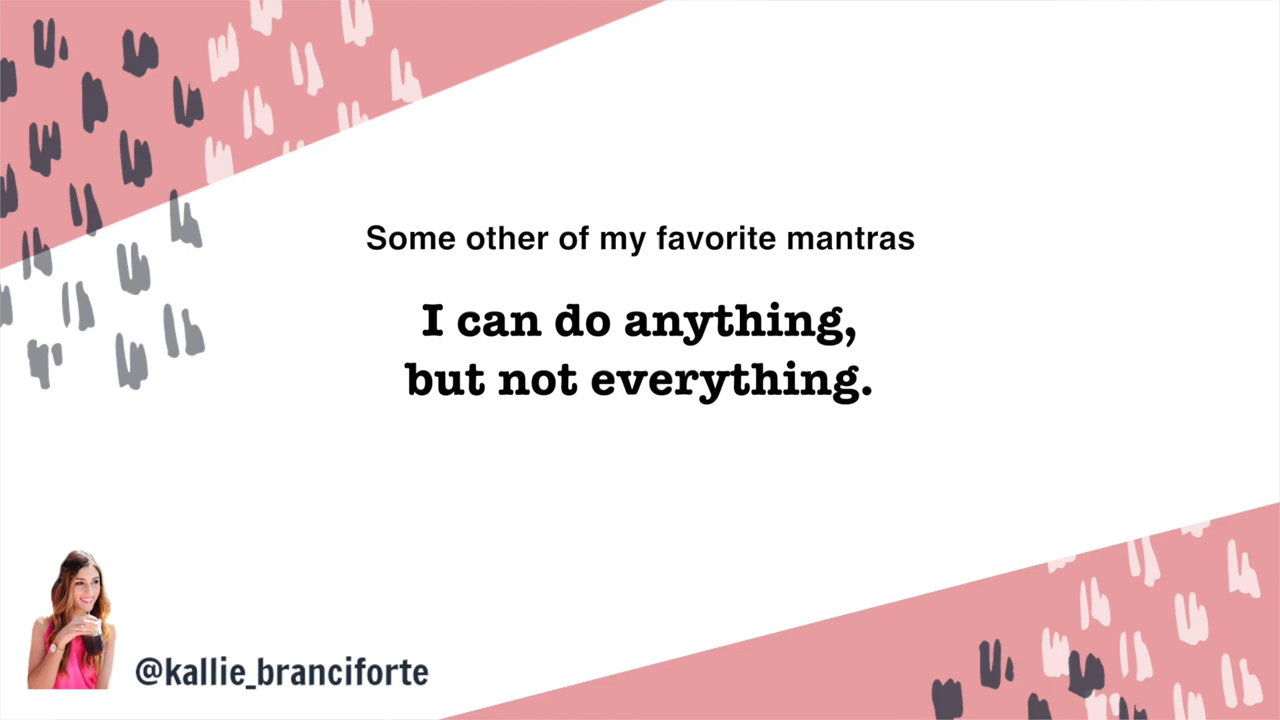 Some other of my favorite mantras
I can do anything,
but not everything.
@kallie_branciforte